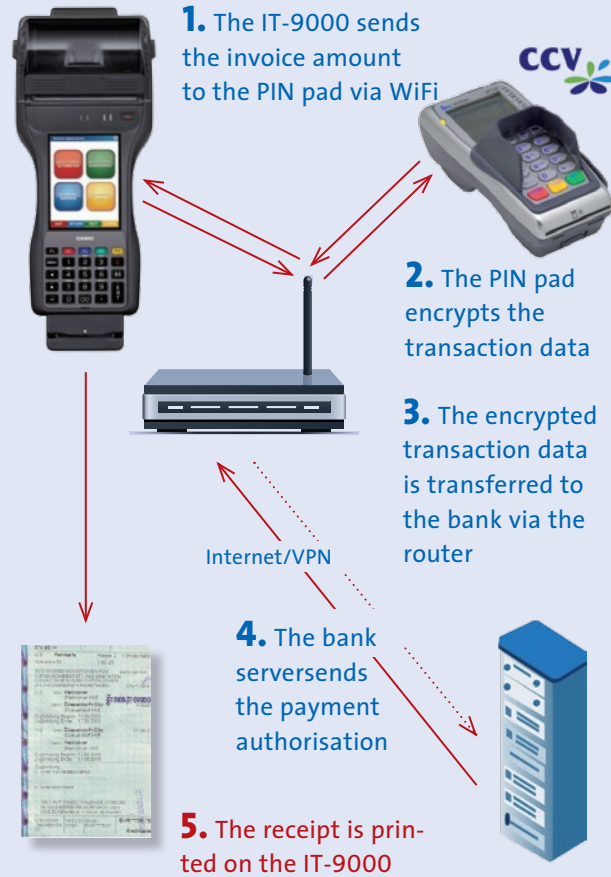 1. The IT-9000 sends
the invoice amount
to the PIN pad via WiFi
CCV
CASIO
2. The PIN pad
encrypts the
transaction data
3. The encrypted
transaction data
is transferred to
the bank via the
router
Internet/VPN
4. The bank
serversends
the payment
authorisation
5. The receipt is prin-
ted on the IT-9000